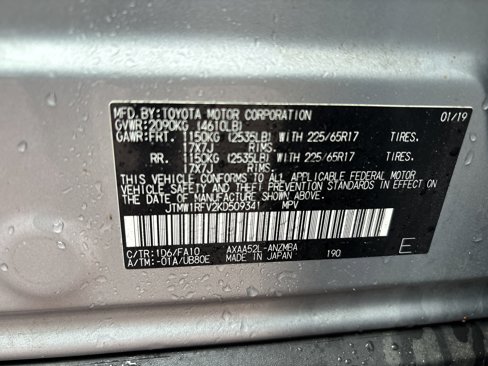 MFD.BY:TOYOTA MOTOR CORPORATION 01/19
GVWR:2090KG (4610LB)
GAWR:FRT. 1150KG (2535LB) WITH 225/65R17 TIRES.
17X7J RIMS.
RR. 1150KG (2535LB) WITH 225/65R17 TIRES.
17X7J RIMS.
THIS VEHICLE CONFORMS TO ALL APPLICABLE FEDERAL MOTOR
VEHICLE SAFETY AND THEFT PREVENTION STANDARDS IN EFFECT
ON THE DATE OF MANUFACTURE SHOWN ABOVE.
JTMW1RFV2KD509341 MPV
C/TR:1D6/FA10 AXAA52L-ANZMBA E
A/TM:-01A/UB80E MADE IN JAPAN 190